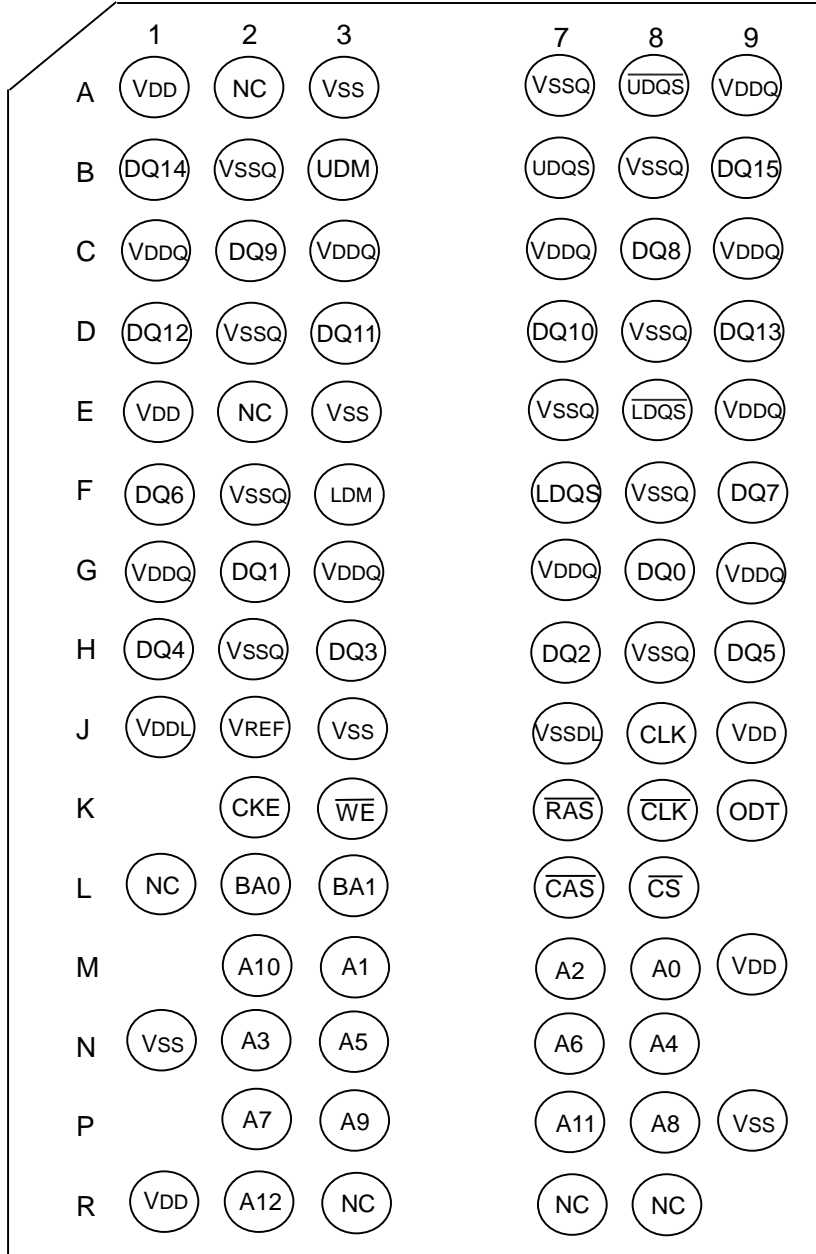 1 2 3 7 8 9
A VDD NC VSS VSSQ UDQS VDDQ
B DQ14 VSSQ UDM UDQS VSSQ DQ15
C VDDQ DQ9 VDDQ VDDQ DQ8 VDDQ
D DQ12 VSSQ DQ11 DQ10 VSSQ DQ13
E VDD NC VSS VSSQ LDQS VDDQ
F DQ6 VSSQ LDM LDQS VSSQ DQ7
G VDDQ DQ1 VDDQ VDDQ DQ0 VDDQ
H DQ4 VSSQ DQ3 DQ2 VSSQ DQ5
J VDDL VREF VSS VSSDL CLK VDD
K CKE WE RAS CLK ODT
L NC BA0 BA1 CAS CS
M A10 A1 A2 A0 VDD
N VSS A3 A5 A6 A4
P A7 A9 A11 A8 VSS
R VDD A12 NC NC NC